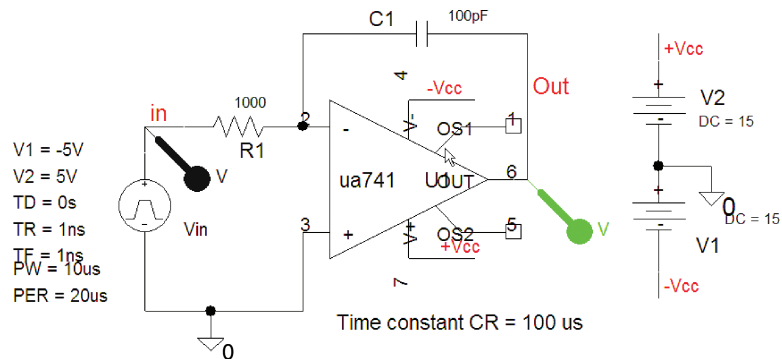 C1
100pF
4
-Vcc
Out
+Vcc
in
1000
2
V-
OS1
1
R1
V2
DC = 15
V1 = -5V
V2 = 5V
TD = 0s
TR = 1ns
TF = 1ns
PW = 10us
PER = 20us
V
Vin
-
ua741
U1
OUT
6
3
+
V+
OS2
5
+Vcc
7
V
0
DC = 15
V1
-Vcc
0
Time constant CR = 100 us